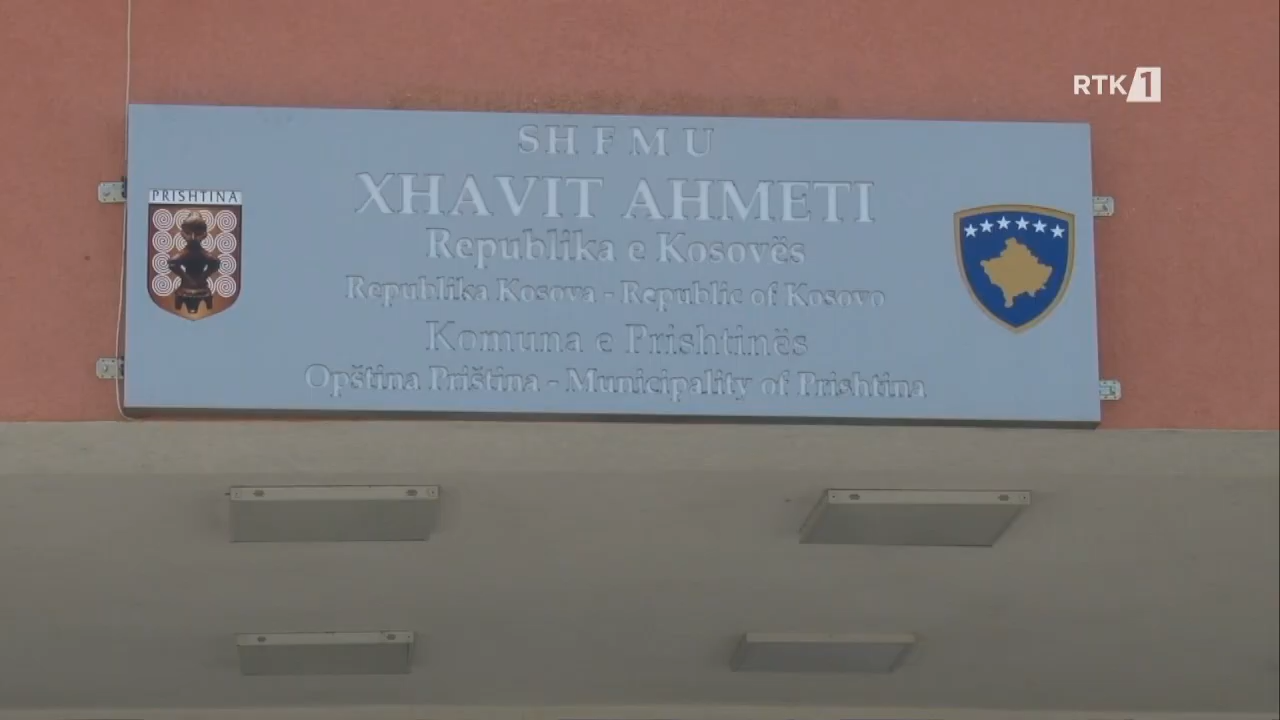 RTK 1
SHFMU
XHAVIT AHMETI
PRISHTINA
Republika e Kosovës
Republika Kosova - Republic of Kosovo
Komuna e Prishtinës
Opština Priština - Municipality of Prishtina